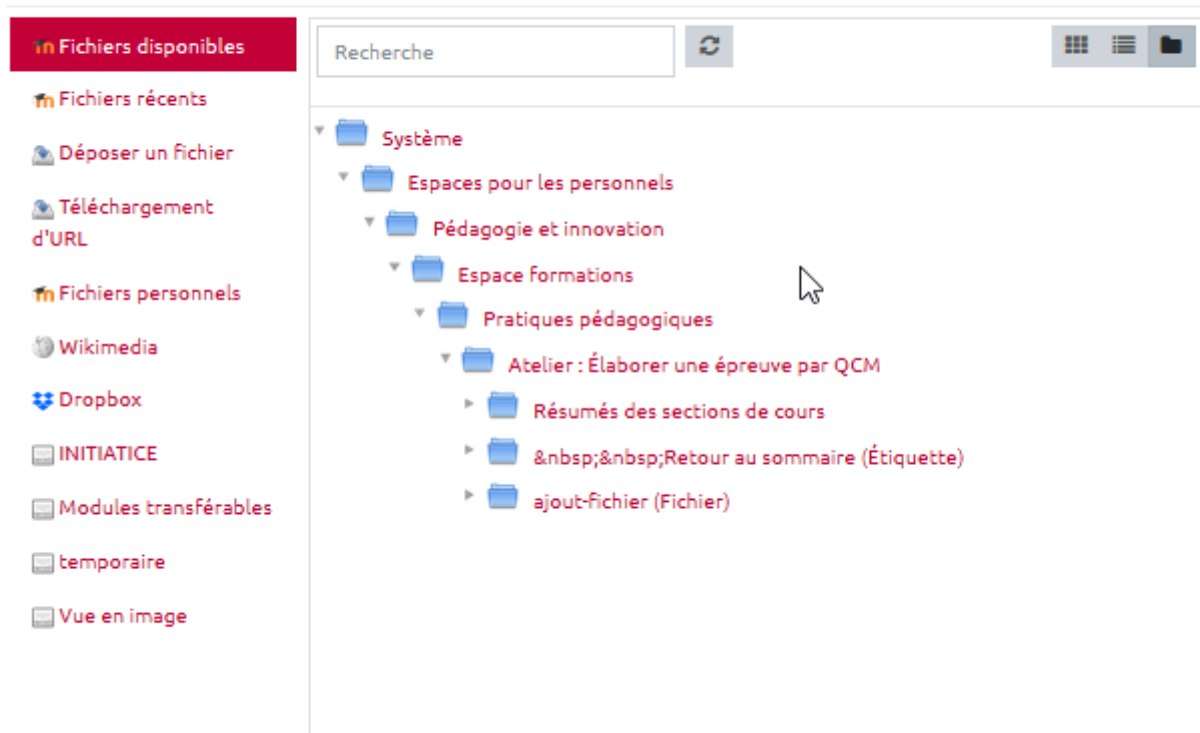 Fichiers disponibles
Fichiers récents
Déposer un fichier
Téléchargement
d'URL
Fichiers personnels
Wikimedia
Dropbox
INITIATICE
Modules transférables
temporaire
Vue en image
Recherche
Système
Espaces pour les personnels
Pédagogie et innovation
Espace formations
Pratiques pédagogiques
Atelier : Élaborer une épreuve par QCM
Résumés des sections de cours
&nbsp;&nbsp;Retour au sommaire (Étiquette)
ajout-fichier (Fichier)